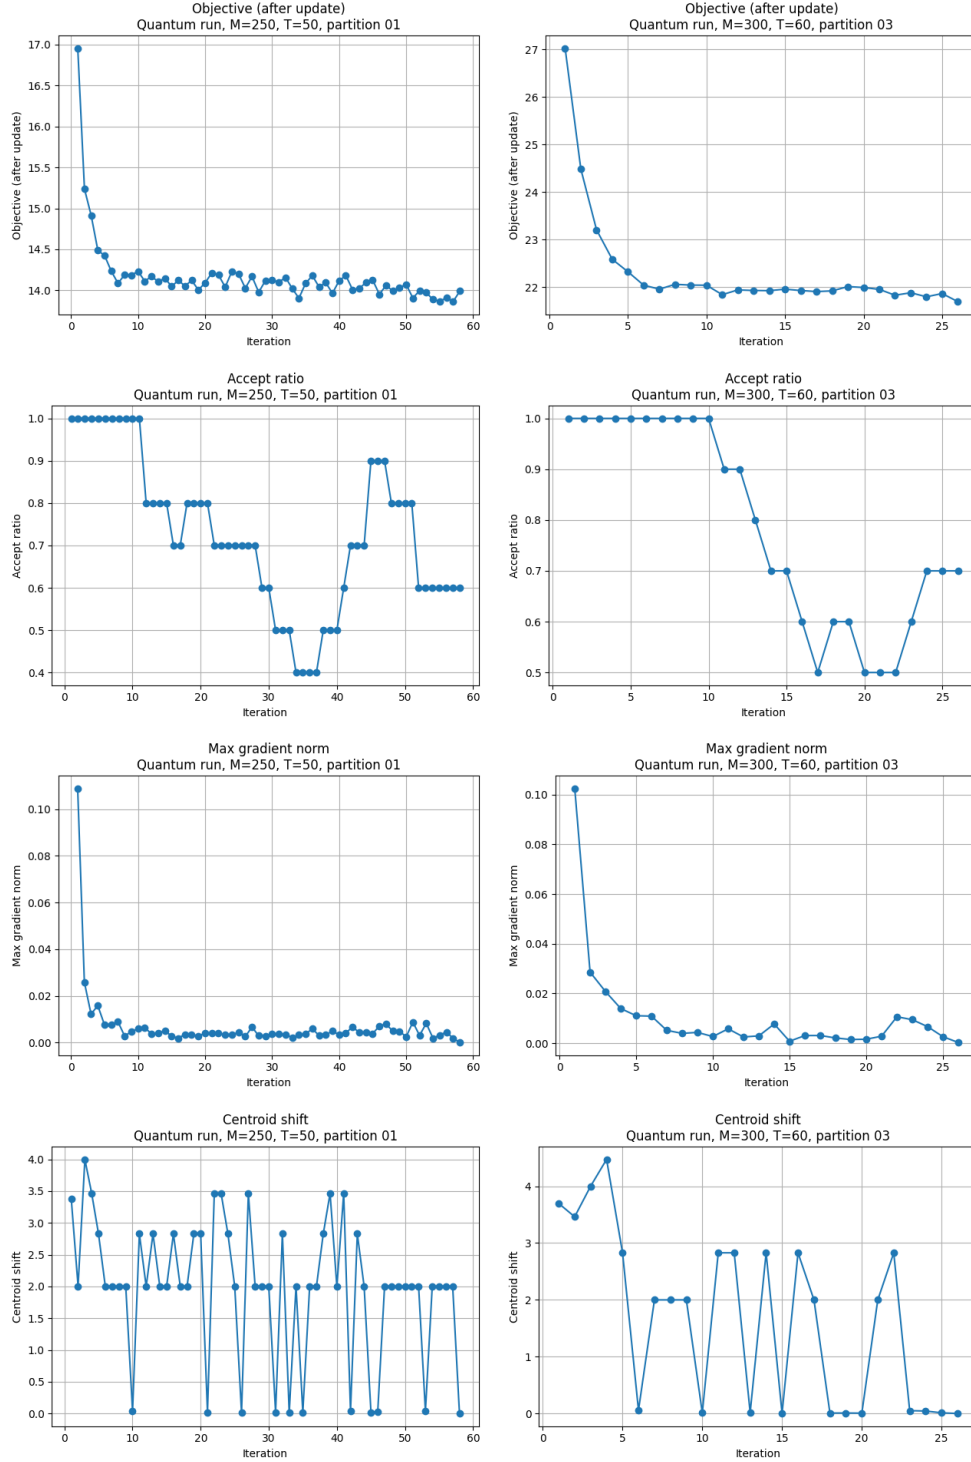 Objective (after update)
Quantum run, M=250, T=50, partition 01
Objective (after update)
17.0
16.5
16.0
15.5
15.0
14.5
14.0
0 10 20 30 40 50 60
Iteration
Objective (after update)
Quantum run, M=300, T=60, partition 03
Objective (after update)
27
26
25
24
23
22
0 5 10 15 20 25
Iteration
Accept ratio
Quantum run, M=250, T=50, partition 01
Accept ratio
1.0
0.9
0.8
0.7
0.6
0.5
0.4
0 10 20 30 40 50 60
Iteration
Accept ratio
Quantum run, M=300, T=60, partition 03
Accept ratio
1.0
0.9
0.8
0.7
0.6
0.5
0 5 10 15 20 25
Iteration
Max gradient norm
Quantum run, M=250, T=50, partition 01
Max gradient norm
0.10
0.08
0.06
0.04
0.02
0.00
0 10 20 30 40 50 60
Iteration
Max gradient norm
Quantum run, M=300, T=60, partition 03
Max gradient norm
0.10
0.08
0.06
0.04
0.02
0.00
0 5 10 15 20 25
Iteration
Centroid shift
Quantum run, M=250, T=50, partition 01
Centroid shift
4.0
3.5
3.0
2.5
2.0
1.5
1.0
0.5
0.0
0 10 20 30 40 50 60
Iteration
Centroid shift
Quantum run, M=300, T=60, partition 03
Centroid shift
4
3
2
1
0
0 5 10 15 20 25
Iteration